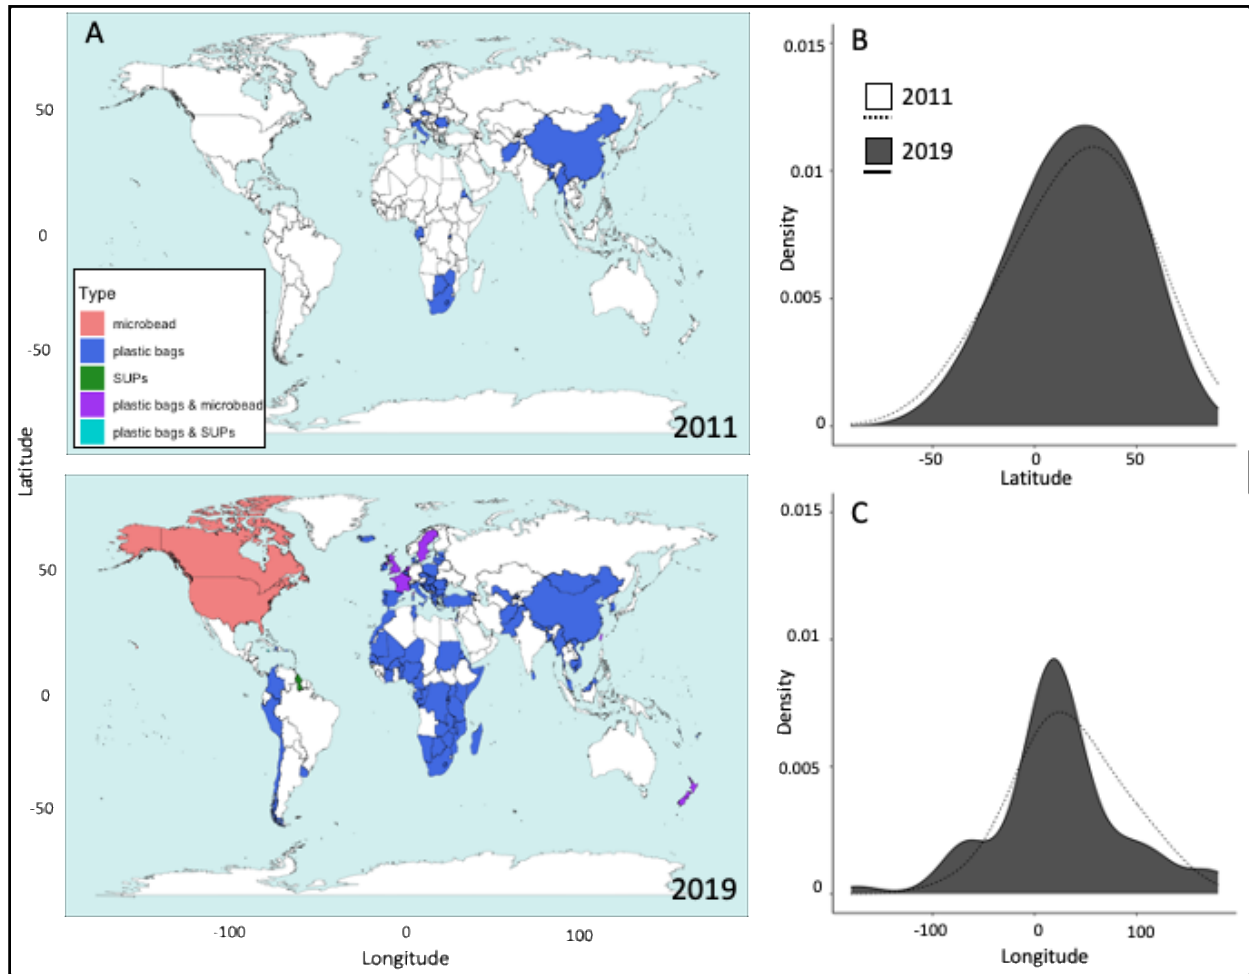 A
50
0
-50
Latitude
Type
microbead
plastic bags
SUPs
plastic bags & microbead
plastic bags & SUPs
2011
50
0
-50
2019
-100
0
100
Longitude
B
2011
2019
0.015
0.01
0.005
0
Density
-50
0
50
Latitude
C
0.015
0.01
0.005
0
Density
-100
0
100
Longitude